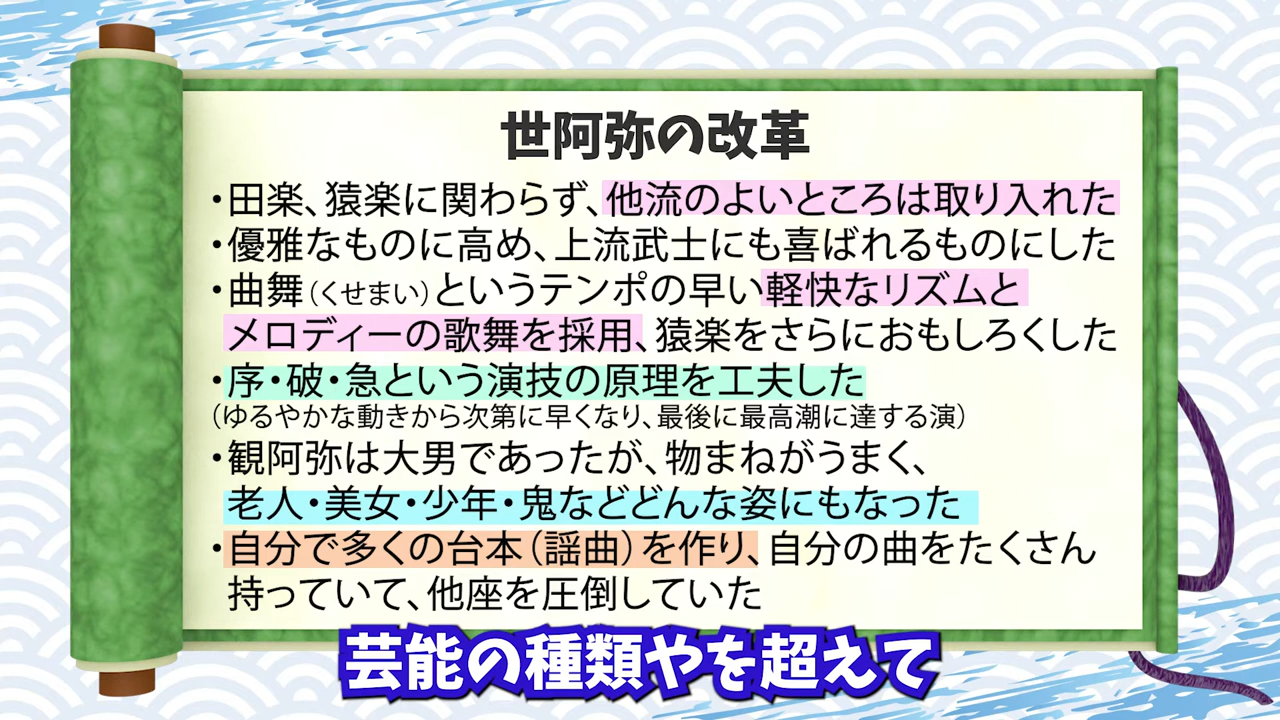 世阿弥の改革
・田楽、猿楽に関わらず、他流のよいところは取り入れた
・優雅なものに高め、上流武士にも喜ばれるものにした
・曲舞（くせまい）というテンポの早い軽快なリズムと
メロディーの歌舞を採用、猿楽をさらにおもしろくした
・序・破・急という演技の原理を工夫した
（ゆるやかな動きから次第に早くなり、最後に最高潮に達する演）
・観阿弥は大男であったが、物まねがうまく、
老人・美女・少年・鬼などどんな姿にもなった
・自分で多くの台本（謡曲）を作り、自分の曲をたくさん
持っていて、他座を圧倒していた
芸能の種類やを超えて